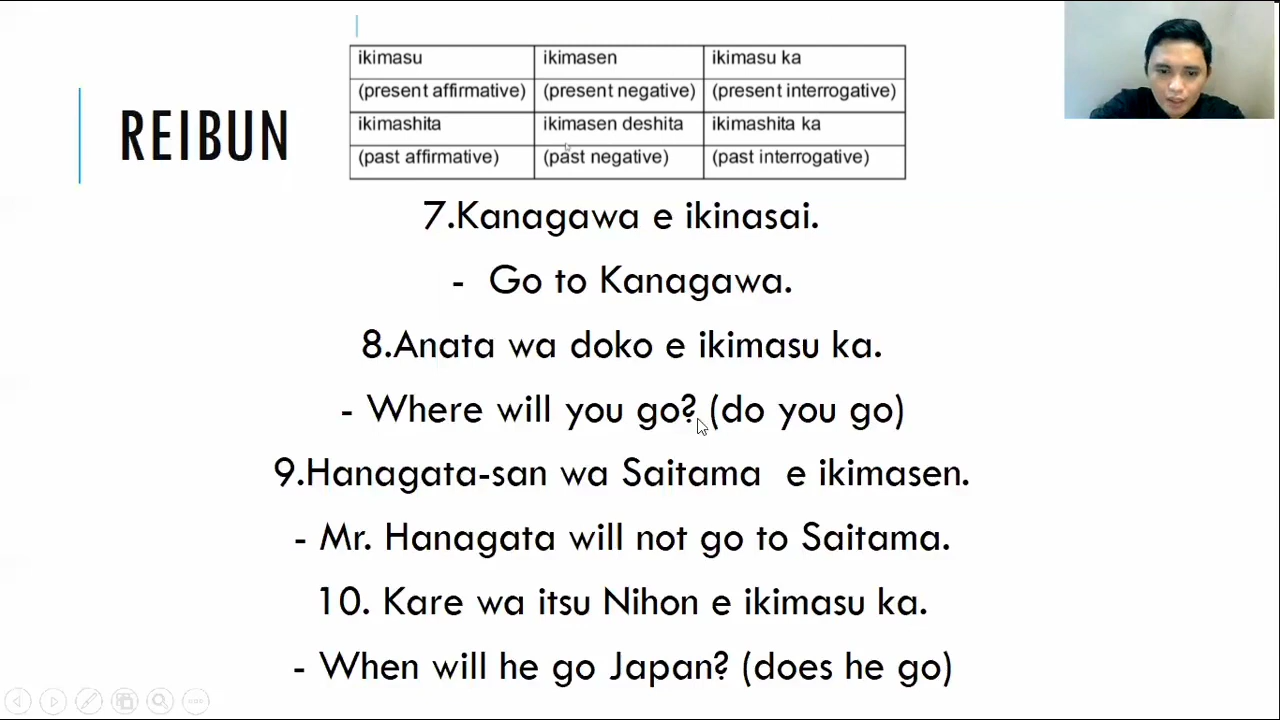 REIBUN
ikimasu ikimasen ikimasu ka
(present affirmative) (present negative) (present interrogative)
ikimashita ikimasen deshita ikimashita ka
(past affirmative) (past negative) (past interrogative)
7.Kanagawa e ikinasai.
- Go to Kanagawa.
8.Anata wa doko e ikimasu ka.
- Where will you go? (do you go)
9.Hanagata-san wa Saitama e ikimasen.
- Mr. Hanagata will not go to Saitama.
10. Kare wa itsu Nihon e ikimasu ka.
- When will he go Japan? (does he go)